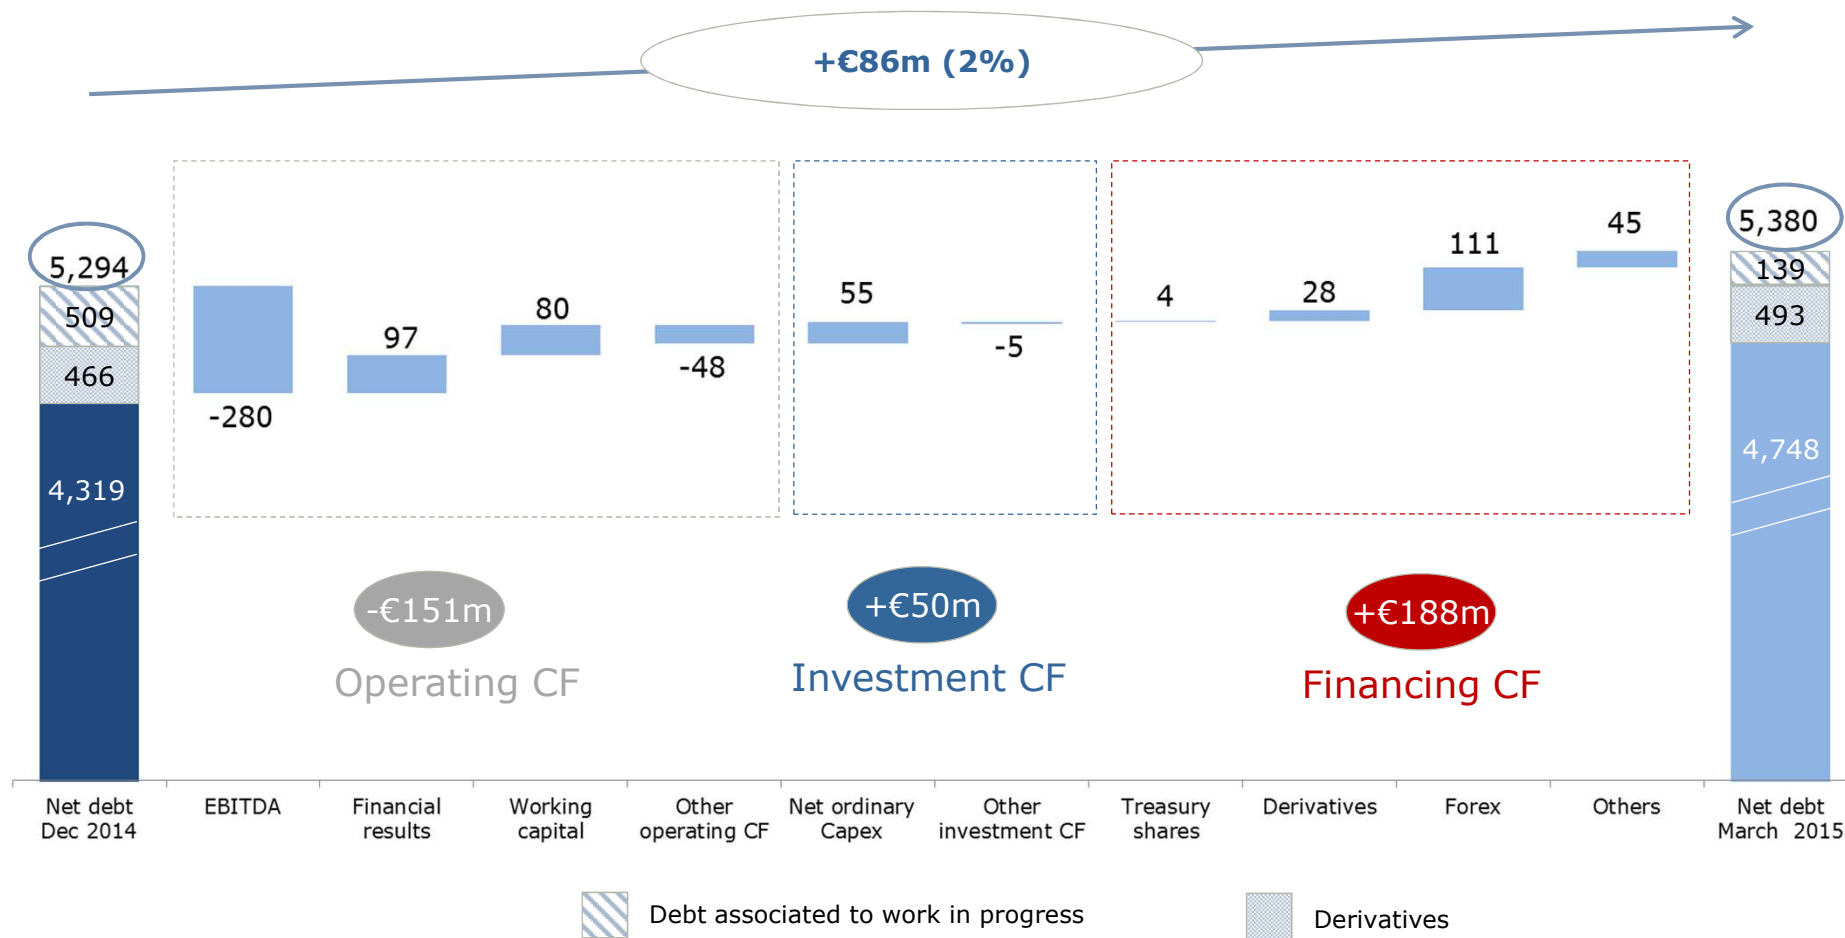 +€86m (2%)
5,294
509
466
4,319
-280
97
80
-48
55
-5
4
28
111
45
5,380
139
493
4,748
-€151m
Operating CF
+€50m
Investment CF
+€188m
Financing CF
Net debt
Dec 2014
EBITDA
Financial
results
Working
capital
Other
operating CF
Net ordinary
Capex
Other
investment CF
Treasury
shares
Derivatives
Forex
Others
Net debt
March 2015
Debt associated to work in progress
Derivatives